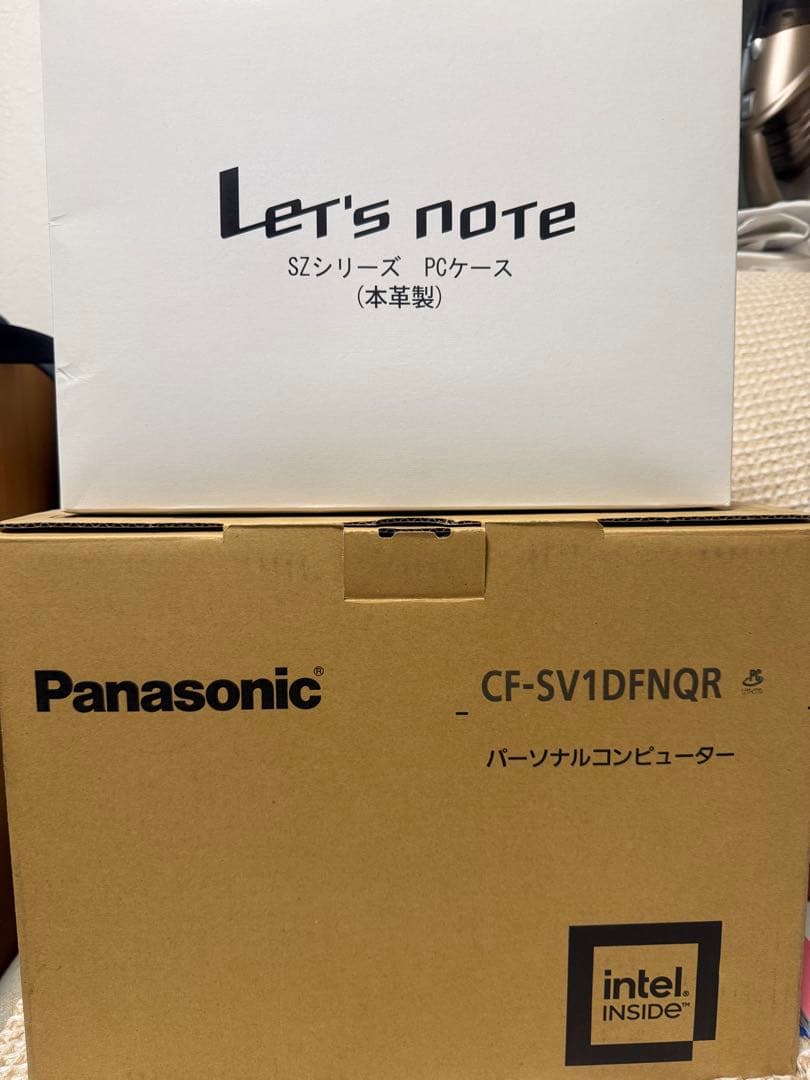 Let's note
SZシリーズ　PCケース
(本革製)
Panasonic®
CF-SV1DFNQR
パーソナルコンピューター
intel®
INSIDE™